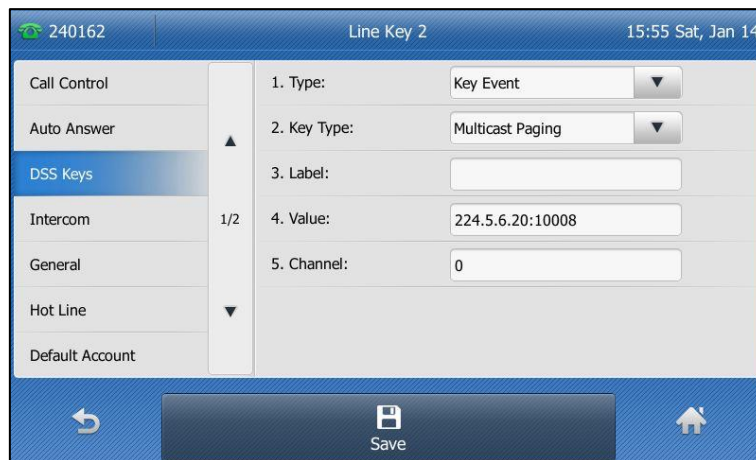 240162 Line Key 2 15:55 Sat, Jan 14
Call Control
Auto Answer
DSS Keys
Intercom
General
Hot Line
Default Account
1/2
1. Type: Key Event
2. Key Type: Multicast Paging
3. Label:
4. Value: 224.5.6.20:10008
5. Channel: 0
Save